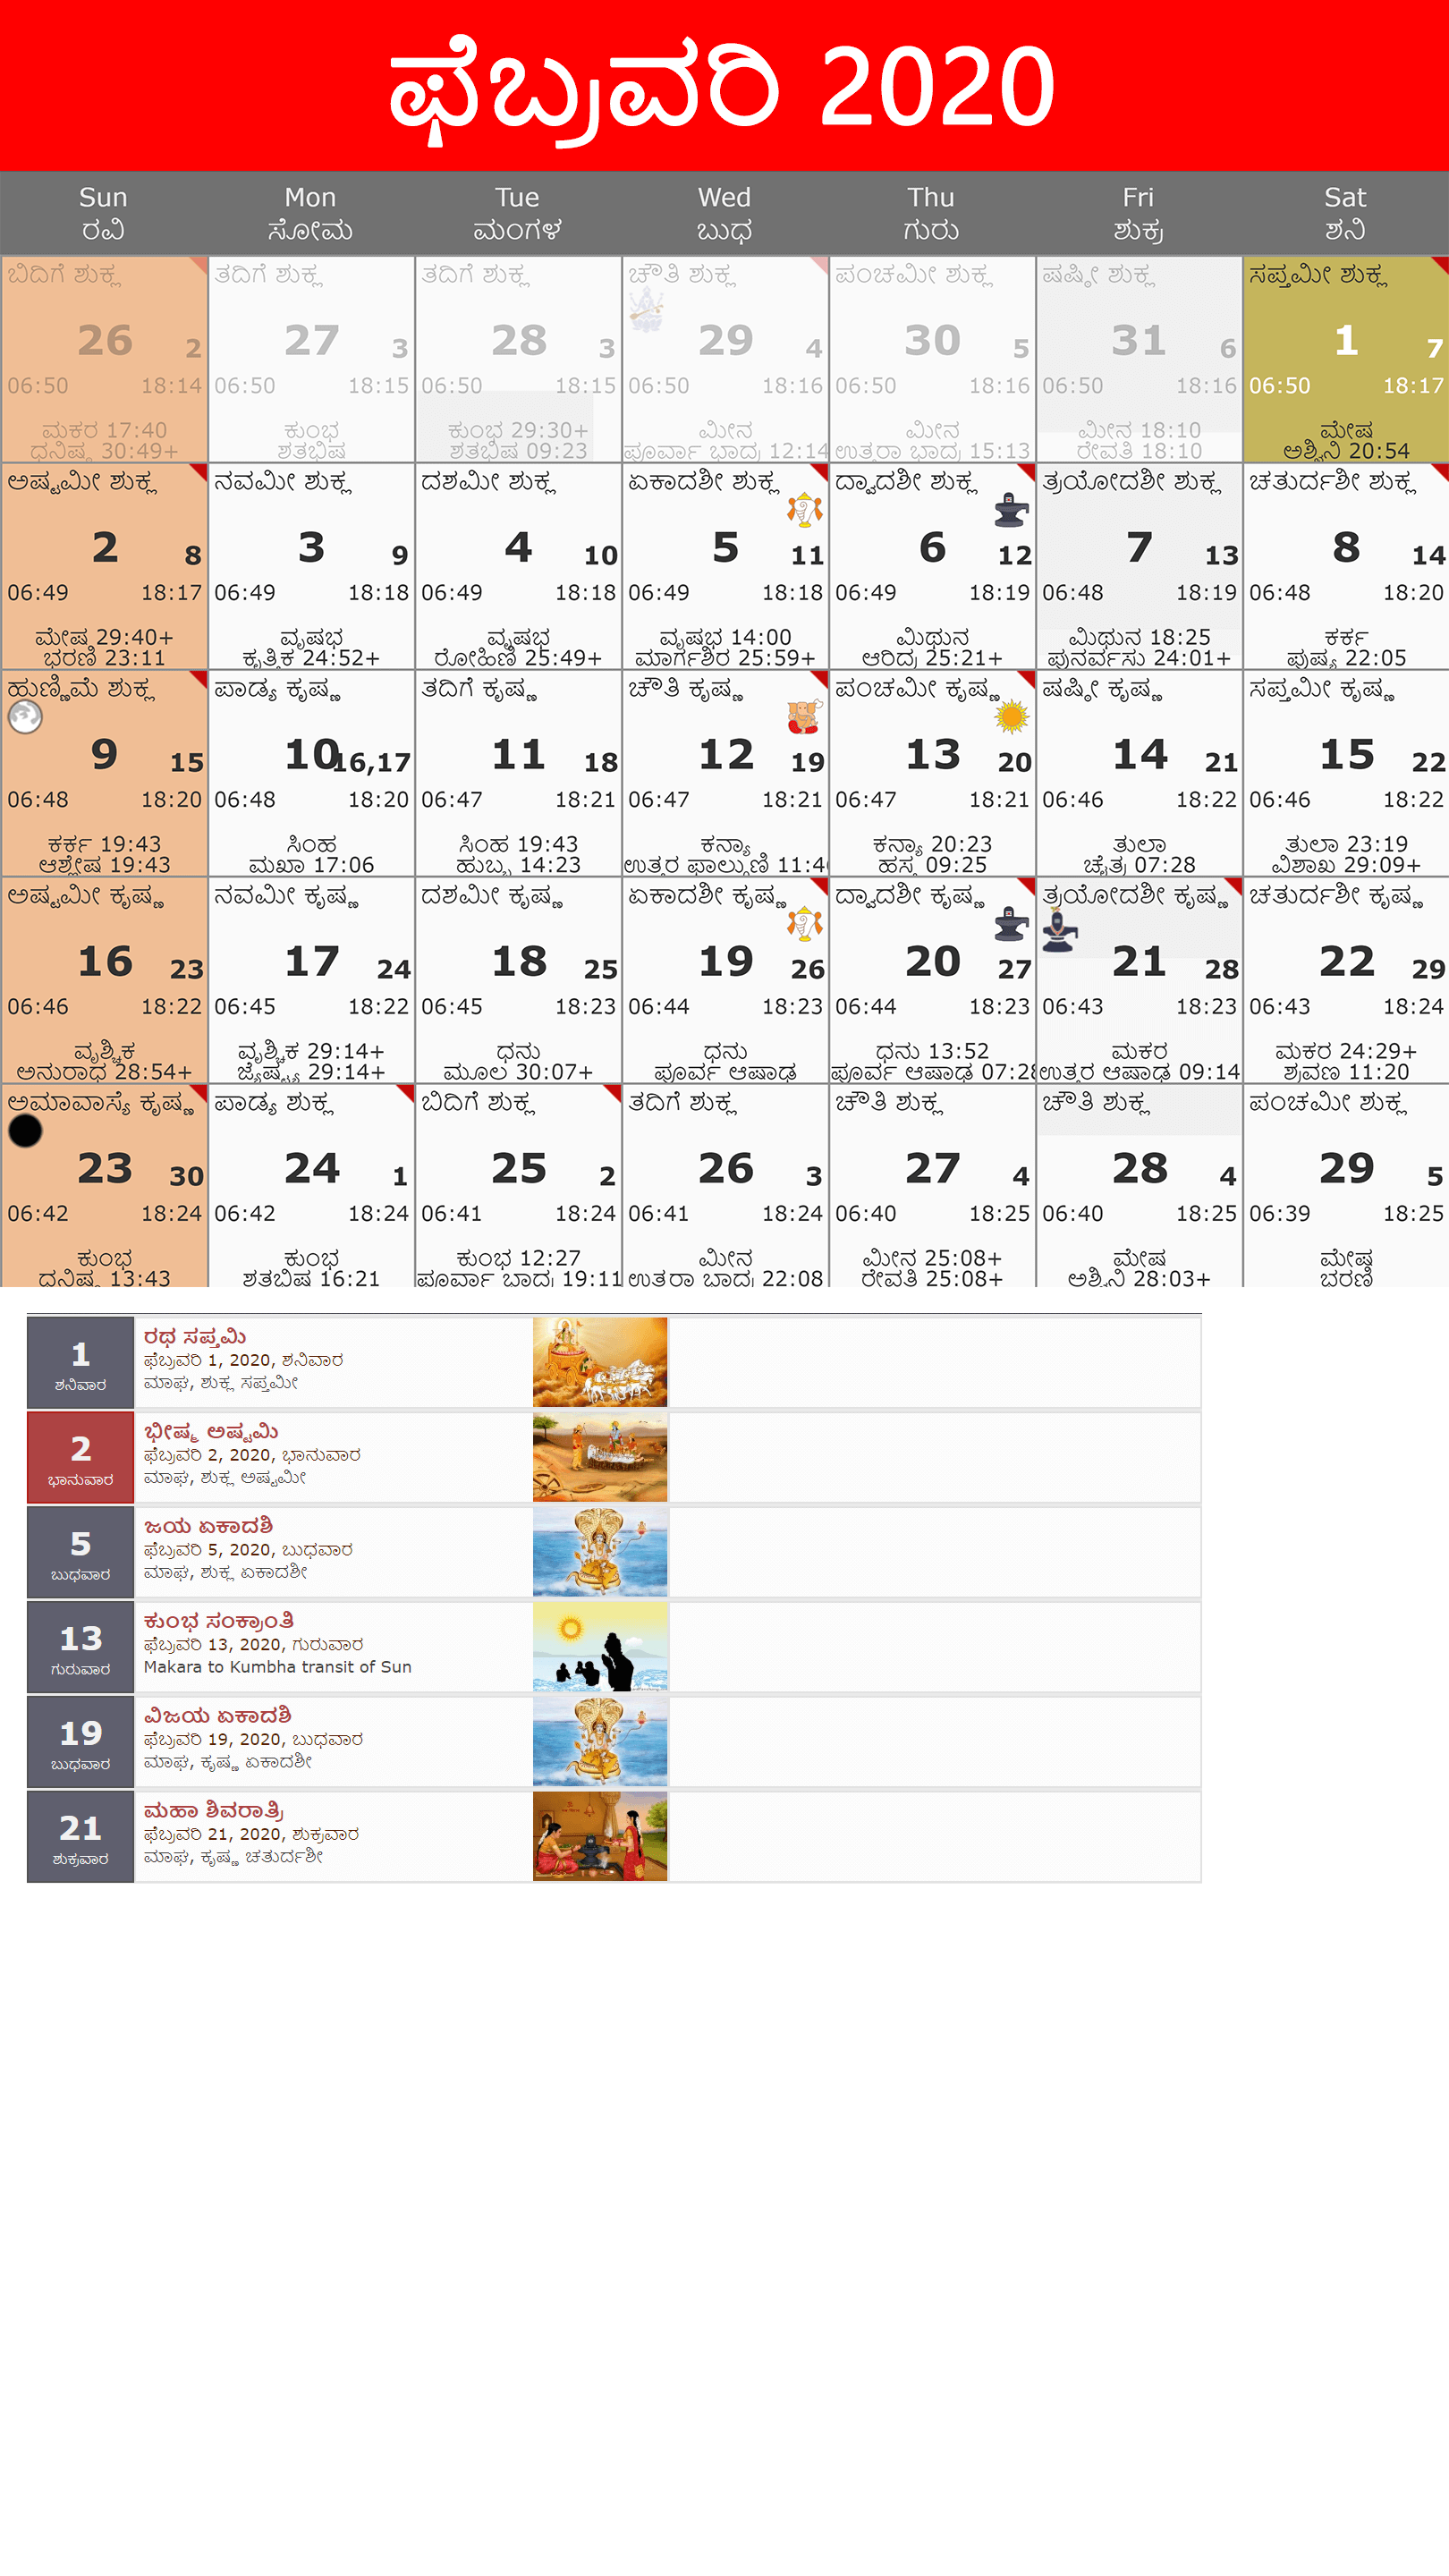 ಫೆಬ್ರವರಿ 2020
Sun Mon Tue Wed Thu Fri Sat
ರವಿ ಸೋಮ ಮಂಗಳ ಬುಧ ಗುರು ಶುಕ್ರ ಶನಿ
ಬಿದಿಗೆ ಶುಕ್ಲ ತದಿಗೆ ಶುಕ್ಲ ತದಿಗೆ ಶುಕ್ಲ ಚೌತಿ ಶುಕ್ಲ ಪಂಚಮೀ ಶುಕ್ಲ ಷಷ್ಠೀ ಶುಕ್ಲ ಸಪ್ತಮೀ ಶುಕ್ಲ
26 2 27 3 28 3 29 4 30 5 31 6 1 7
06:50 18:14 06:50 18:15 06:50 18:15 06:50 18:16 06:50 18:16 06:50 18:16 06:50 18:17
ಮಕರ 17:40 ಕುಂಭ ಕುಂಭ 29:30+ ಮೀನ ಮೀನ ಮೀನ 18:10 ಮೇಷ
ಧನಿಷ್ಠ 30:49+ ಶತಭಿಷ ಶತಭಿಷ 09:23 ಪೂರ್ವಾ ಭಾದ್ರ 12:14 ಉತ್ತರಾ ಭಾದ್ರ 15:13 ರೇವತಿ 18:10 ಅಶ್ವಿನಿ 20:54
ಅಷ್ಟಮೀ ಶುಕ್ಲ ನವಮೀ ಶುಕ್ಲ ದಶಮೀ ಶುಕ್ಲ ಏಕಾದಶೀ ಶುಕ್ಲ ದ್ವಾದಶೀ ಶುಕ್ಲ ತ್ರಯೋದಶೀ ಶುಕ್ಲ ಚತುರ್ದಶೀ ಶುಕ್ಲ
2 8 3 9 4 10 5 11 6 12 7 13 8 14
06:49 18:17 06:49 18:18 06:49 18:18 06:49 18:18 06:49 18:19 06:48 18:19 06:48 18:20
ಮೇಷ 29:40+ ವೃಷಭ ವೃಷಭ ವೃಷಭ 14:00 ಮಿಥುನ ಮಿಥುನ 18:25 ಕರ್ಕ
ಭರಣಿ 23:11 ಕೃತ್ತಿಕ 24:52+ ರೋಹಿಣಿ 25:49+ ಮಾರ್ಗಶಿರ 25:59+ ಆರಿದ್ರ 25:21+ ಪುನರ್ವಸು 24:01+ ಪುಷ್ಯ 22:05
ಹುಣ್ಣಿಮೆ ಶುಕ್ಲ ಪಾಡ್ಯ ಕೃಷ್ಣ ತದಿಗೆ ಕೃಷ್ಣ ಚೌತಿ ಕೃಷ್ಣ ಪಂಚಮೀ ಕೃಷ್ಣ ಷಷ್ಠೀ ಕೃಷ್ಣ ಸಪ್ತಮೀ ಕೃಷ್ಣ
9 15 10 16,17 11 18 12 19 13 20 14 21 15 22
06:48 18:20 06:48 18:20 06:47 18:21 06:47 18:21 06:47 18:21 06:46 18:22 06:46 18:22
ಕರ್ಕ 19:43 ಸಿಂಹ ಸಿಂಹ 19:43 ಕನ್ಯಾ ಕನ್ಯಾ 20:23 ತುಲಾ ತುಲಾ 23:19
ಆಶ್ಲೇಷ 19:43 ಮಖಾ 17:06 ಹುಬ್ಬ 14:23 ಉತ್ತರ ಫಾಲ್ಗುಣಿ ಹಸ್ತ 09:25 ಚೈತ್ರ 07:28 ವಿಶಾಖ 29:09+
ಅಷ್ಟಮೀ ಕೃಷ್ಣ ನವಮೀ ಕೃಷ್ಣ ದಶಮೀ ಕೃಷ್ಣ ಏಕಾದಶೀ ಕೃಷ್ಣ ದ್ವಾದಶೀ ಕೃಷ್ಣ ತ್ರಯೋದಶೀ ಕೃಷ್ಣ ಚತುರ್ದಶೀ ಕೃಷ್ಣ
16 23 17 24 18 25 19 26 20 27 21 28 22 29
06:46 18:22 06:45 18:22 06:45 18:23 06:44 18:23 06:44 18:23 06:43 18:23 06:43 18:24
ವೃಶ್ಚಿಕ ವೃಶ್ಚಿಕ 29:14+ ಧನು ಧನು ಧನು 13:52 ಮಕರ ಮಕರ 24:29+
ಅನುರಾಧ 28:54+ ಜ್ಯೆಷ್ಟ್ಯ 29:14+ ಮೂಲ 30:07+ ಪೂರ್ವ ಆಷಾಢ ಪೂರ್ವ ಆಷಾಢ 07:28 ಉತ್ತರ ಆಷಾಢ 09:14 ಶ್ರವಣ 11:20
ಅಮಾವಾಸ್ಯೆ ಕೃಷ್ಣ ಪಾಡ್ಯ ಶುಕ್ಲ ಬಿದಿಗೆ ಶುಕ್ಲ ತದಿಗೆ ಶುಕ್ಲ ಚೌತಿ ಶುಕ್ಲ ಚೌತಿ ಶುಕ್ಲ ಪಂಚಮೀ ಶುಕ್ಲ
23 30 24 1 25 2 26 3 27 4 28 4 29 5
06:42 18:24 06:42 18:24 06:41 18:24 06:41 18:24 06:40 18:25 06:40 18:25 06:39 18:25
ಕುಂಭ ಕುಂಭ ಕುಂಭ 12:27 ಮೀನ ಮೀನ 25:08+ ಮೇಷ ಮೇಷ
ಧನಿಷ್ಠ 13:43 ಶತಭಿಷ 16:21 ಪೂರ್ವಾ ಭಾದ್ರ 19:11 ಉತ್ತರಾ ಭಾದ್ರ 22:08 ರೇವತಿ 25:08+ ಅಶ್ವಿನಿ 28:03+ ಭರಣಿ
1
ಶನಿವಾರ
ರಥ ಸಪ್ತಮಿ
ಫೆಬ್ರವರಿ 1, 2020, ಶನಿವಾರ
ಮಾಘ, ಶುಕ್ಲ ಸಪ್ತಮೀ
2
ಭಾನುವಾರ
ಭೀಷ್ಮ ಅಷ್ಟಮಿ
ಫೆಬ್ರವರಿ 2, 2020, ಭಾನುವಾರ
ಮಾಘ, ಶುಕ್ಲ ಅಷ್ಟಮೀ
5
ಬುಧವಾರ
ಜಯ ಏಕಾದಶಿ
ಫೆಬ್ರವರಿ 5, 2020, ಬುಧವಾರ
ಮಾಘ, ಶುಕ್ಲ ಏಕಾದಶೀ
13
ಗುರುವಾರ
ಕುಂಭ ಸಂಕ್ರಾಂತಿ
ಫೆಬ್ರವರಿ 13, 2020, ಗುರುವಾರ
Makara to Kumbha transit of Sun
19
ಬುಧವಾರ
ವಿಜಯ ಏಕಾದಶಿ
ಫೆಬ್ರವರಿ 19, 2020, ಬುಧವಾರ
ಮಾಘ, ಕೃಷ್ಣ ಏಕಾದಶೀ
21
ಶುಕ್ರವಾರ
ಮಹಾ ಶಿವರಾತ್ರಿ
ಫೆಬ್ರವರಿ 21, 2020, ಶುಕ್ರವಾರ
ಮಾಘ, ಕೃಷ್ಣ ಚತುರ್ದಶೀ